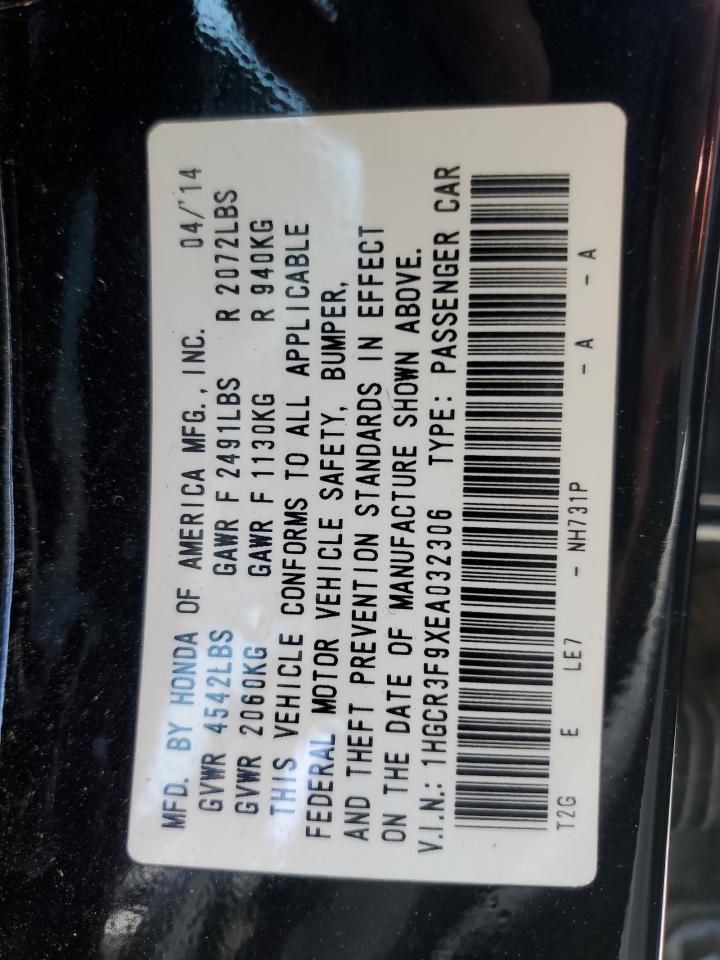 MFD. BY HONDA OF AMERICA MFG., INC. 04/'14
GVWR 4542LBS GAWR F 2491LBS R 2072LBS
GVWR 2060KG GAWR F 1130KG R 940KG
THIS VEHICLE CONFORMS TO ALL APPLICABLE
FEDERAL MOTOR VEHICLE SAFETY, BUMPER,
AND THEFT PREVENTION STANDARDS IN EFFECT
ON THE DATE OF MANUFACTURE SHOWN ABOVE.
V.I.N.: 1HGCR3F9XEA032306 TYPE: PASSENGER CAR
T2G E LE7 - NH731P - A - A